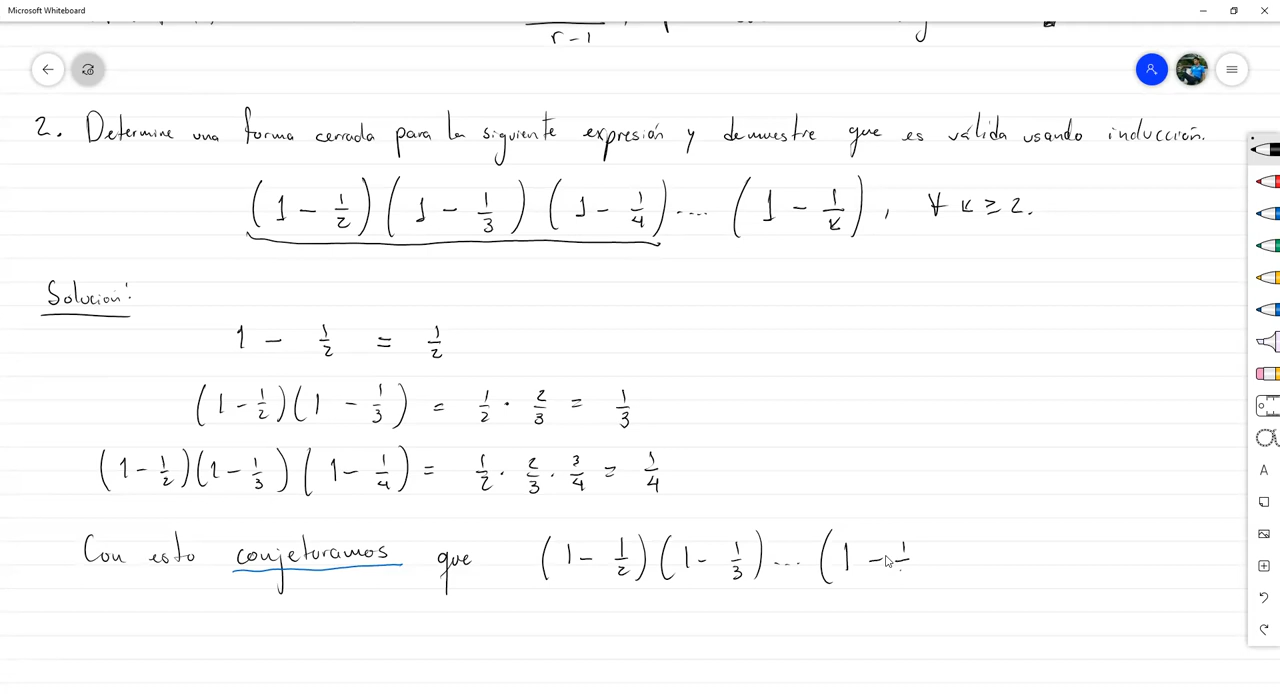 Microsoft Whiteboard
r - 1
2. Determine una forma cerrada para la siguiente expresión y demuestre que es válida usando inducción.
(1 - 1/2)(1 - 1/3)(1 - 1/4).... (1 - 1/k), ∀ k ≥ 2.
Solución:
1 - 1/2 = 1/2
(1 - 1/2)(1 - 1/3) = 1/2 · 2/3 = 1/3
(1 - 1/2)(1 - 1/3)(1 - 1/4) = 1/2 · 2/3 · 3/4 = 1/4
Con esto conjeturamos que (1 - 1/2)(1 - 1/3) ... (1 - 1/
A